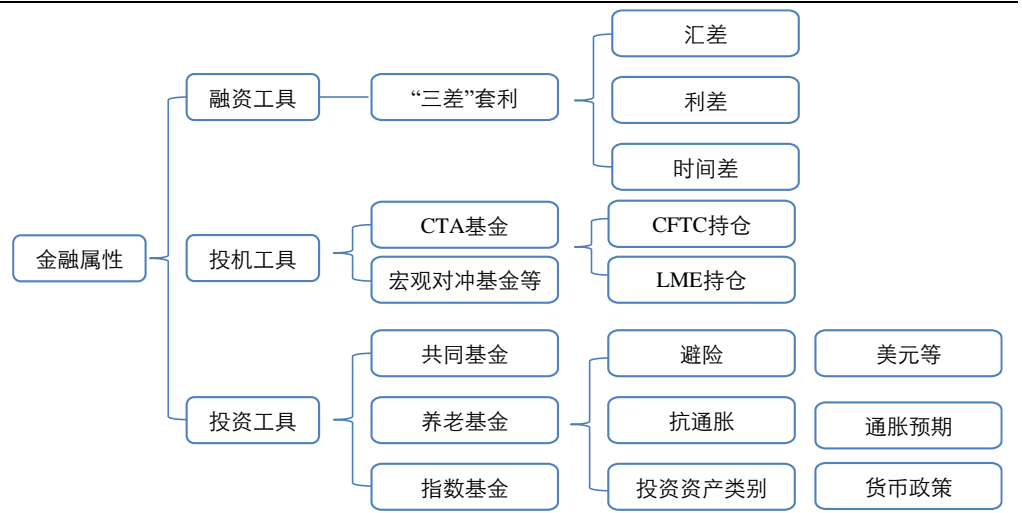 金融属性
融资工具
“三差”套利
汇差
利差
时间差
投机工具
CTA基金
宏观对冲基金等
CFTC持仓
LME持仓
投资工具
共同基金
养老基金
指数基金
避险
美元等
抗通胀
通胀预期
投资资产类别
货币政策